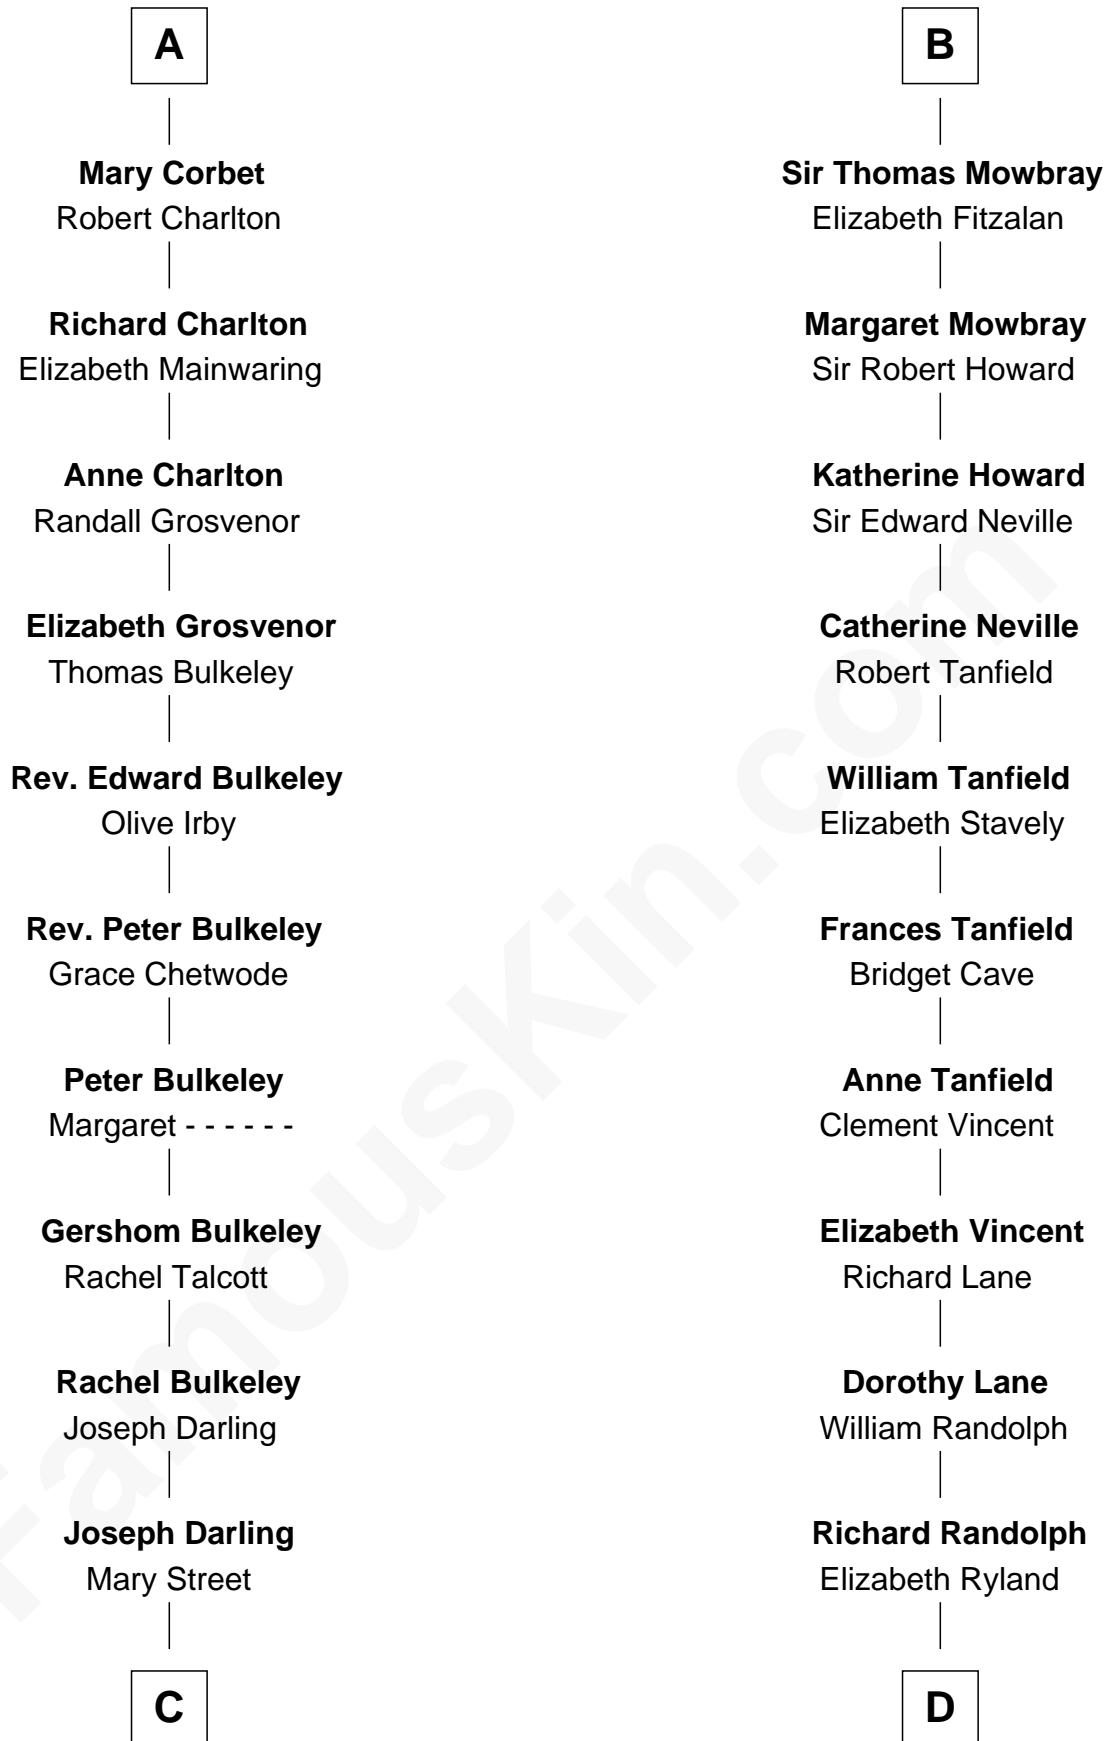 A
Mary Corbet
Robert Charlton
Richard Charlton
Elizabeth Mainwaring
Anne Charlton
Randall Grosvenor
Elizabeth Grosvenor
Thomas Bulkeley
Rev. Edward Bulkeley
Olive Irby
Rev. Peter Bulkeley
Grace Chetwode
Peter Bulkeley
Margaret - - - - - -
Gershom Bulkeley
Rachel Talcott
Rachel Bulkeley
Joseph Darling
Joseph Darling
Mary Street
C
B
Sir Thomas Mowbray
Elizabeth Fitzalan
Margaret Mowbray
Sir Robert Howard
Katherine Howard
Sir Edward Neville
Catherine Neville
Robert Tanfield
William Tanfield
Elizabeth Stavely
Frances Tanfield
Bridget Cave
Anne Tanfield
Clement Vincent
Elizabeth Vincent
Richard Lane
Dorothy Lane
William Randolph
Richard Randolph
Elizabeth Ryland
D
FamousKin.com